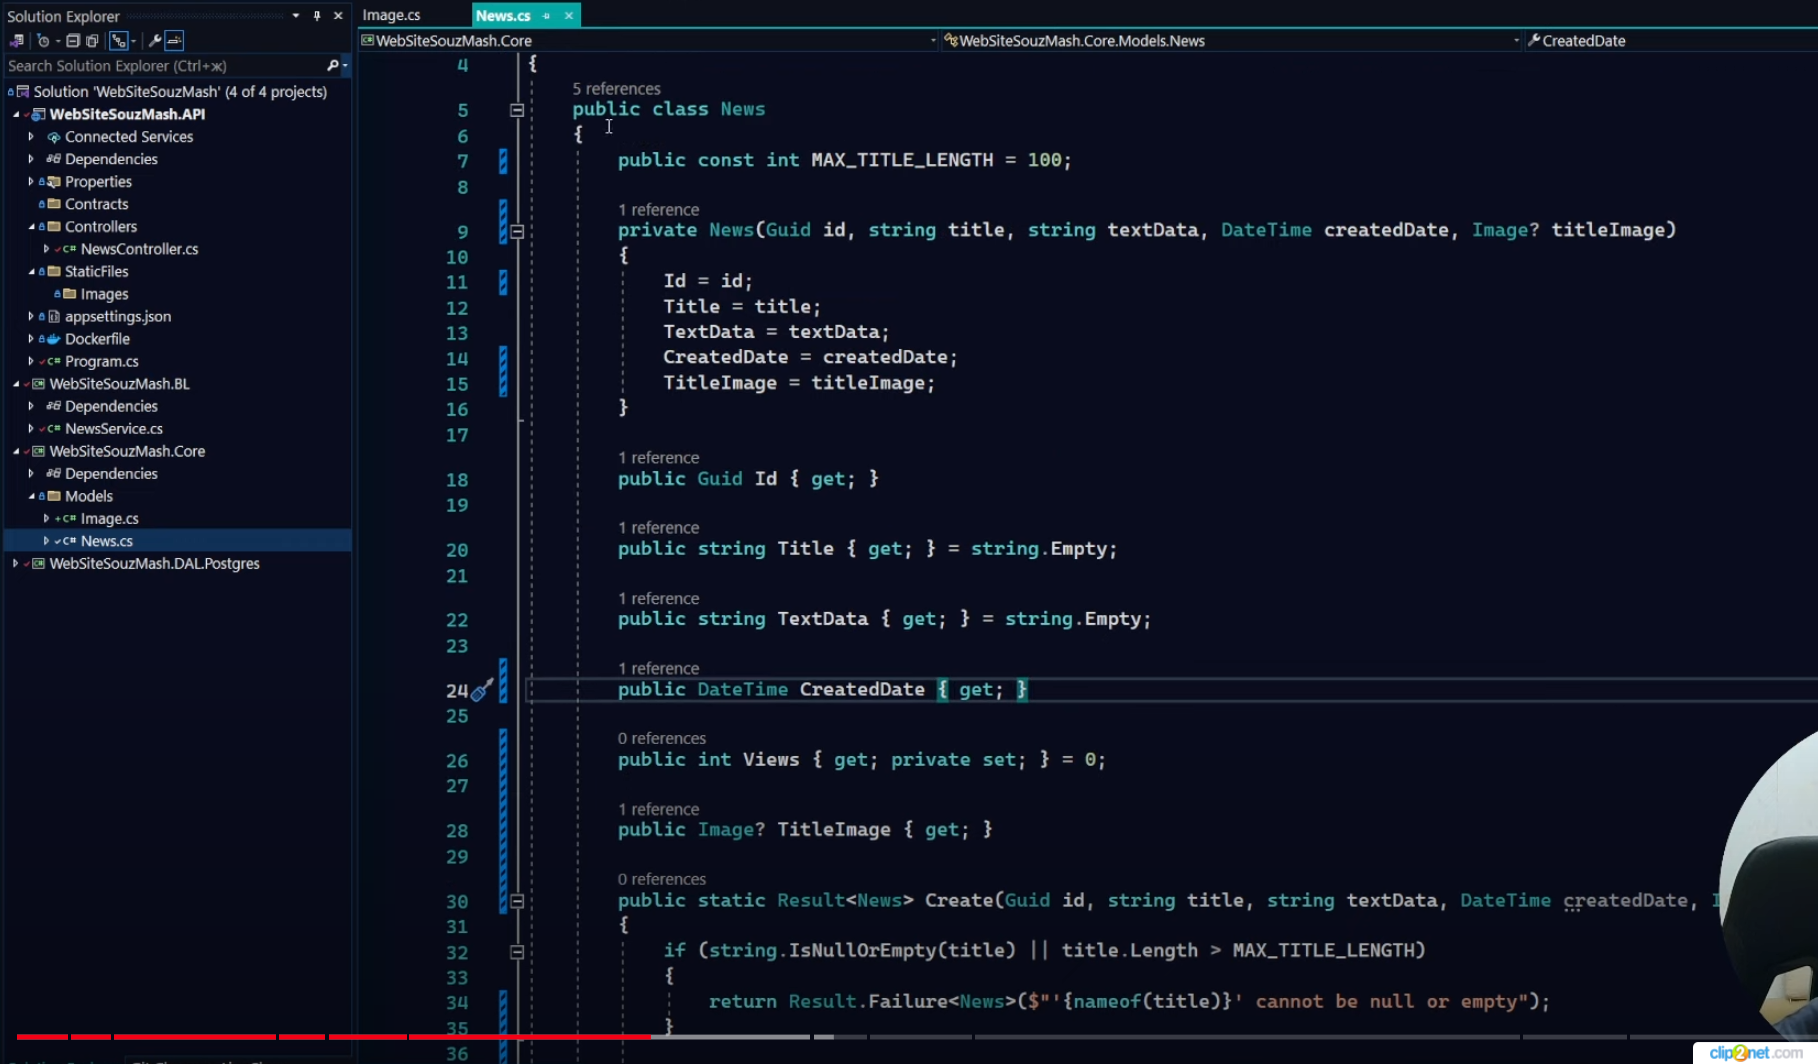 Solution Explorer
Search Solution Explorer (Ctrl+ж)
Solution 'WebSiteSouzMash' (4 of 4 projects)
WebSiteSouzMash.API
Connected Services
Dependencies
Properties
Contracts
Controllers
C# NewsController.cs
StaticFiles
Images
appsettings.json
Dockerfile
C# Program.cs
WebSiteSouzMash.BL
Dependencies
C# NewsService.cs
WebSiteSouzMash.Core
Dependencies
Models
C# Image.cs
C# News.cs
WebSiteSouzMash.DAL.Postgres
Image.cs
News.cs
WebSiteSouzMash.Core
WebSiteSouzMash.Core.Models.News
CreatedDate
4 {
5 references
5 public class News
6 {
7 public const int MAX_TITLE_LENGTH = 100;
8
1 reference
9 private News(Guid id, string title, string textData, DateTime createdDate, Image? titleImage)
10 {
11 Id = id;
12 Title = title;
13 TextData = textData;
14 CreatedDate = createdDate;
15 TitleImage = titleImage;
16 }
17
1 reference
18 public Guid Id { get; }
19
1 reference
20 public string Title { get; } = string.Empty;
21
1 reference
22 public string TextData { get; } = string.Empty;
23
1 reference
24 public DateTime CreatedDate { get; }
25
0 references
26 public int Views { get; private set; } = 0;
27
1 reference
28 public Image? TitleImage { get; }
29
0 references
30 public static Result<News> Create(Guid id, string title, string textData, DateTime createdDate, I
31 {
32 if (string.IsNullOrEmpty(title) || title.Length > MAX_TITLE_LENGTH)
33 {
34 return Result.Failure<News>($"'{nameof(title)}' cannot be null or empty");
35 }
36
clip2net.com